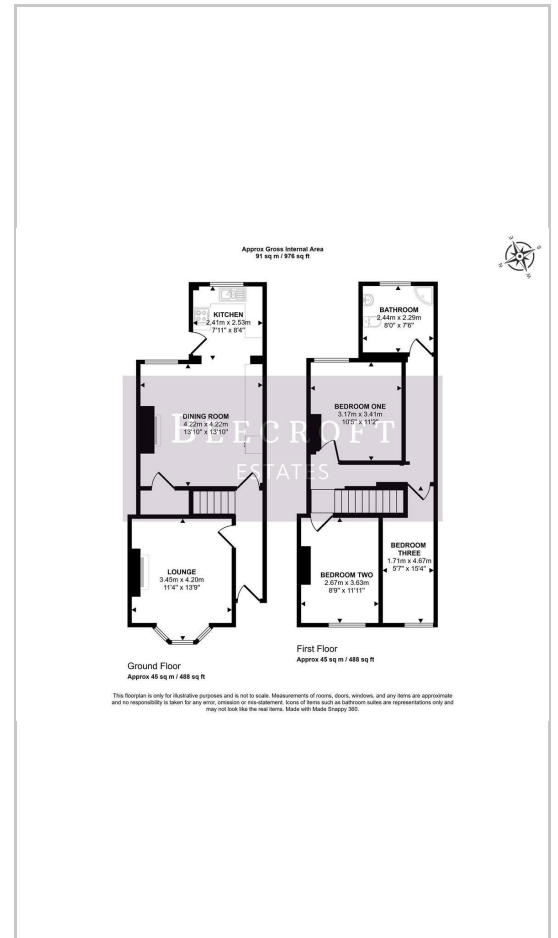 Approx Gross Internal Area
91 sq m / 976 sq ft
KITCHEN
2.41m x 2.53m
7'11" x 8'4"
DINING ROOM
4.22m x 4.22m
13'10" x 13'10"
LOUNGE
3.45m x 4.20m
11'4" x 13'9"
Ground Floor
Approx 45 sq m / 488 sq ft
BATHROOM
2.44m x 2.29m
8'0" x 7'6"
BEDROOM ONE
3.17m x 3.41m
10'5" x 11'2"
BEDROOM TWO
2.67m x 3.63m
8'9" x 11'11"
BEDROOM
THREE
1.71m x 4.67m
5'7" x 15'4"
First Floor
Approx 45 sq m / 488 sq ft
BEECROFT
ESTATES
This floorplan is only for illustrative purposes and is not to scale. Measurements of rooms, doors, windows, and any items are approximate
and no responsibility is taken for any error, omission or mis-statement. Icons of items such as bathroom suites are representations only and
may not look like the real items. Made with Made Snappy 360.